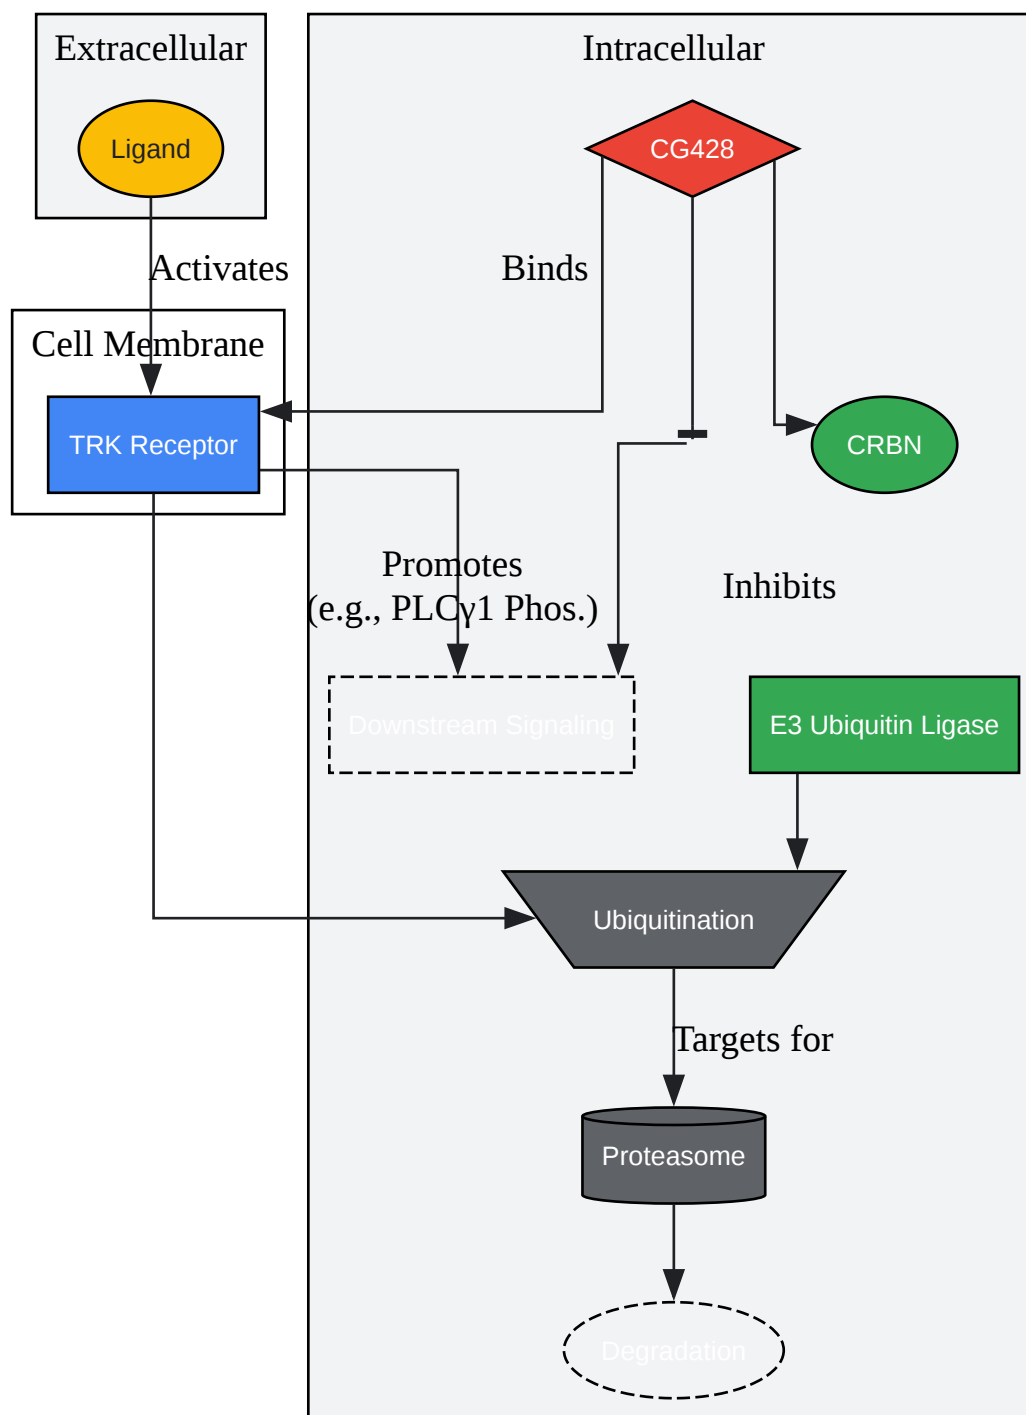 Extracellular
Intracellular
Ligand
CG428
Activates
Binds
Cell Membrane
TRK Receptor
CRBN
Promotes
(e.g., PLCγ1 Phos.)
Inhibits
Downstream Signaling
E3 Ubiquitin Ligase
Ubiquitination
Targets for
Proteasome
Degradation